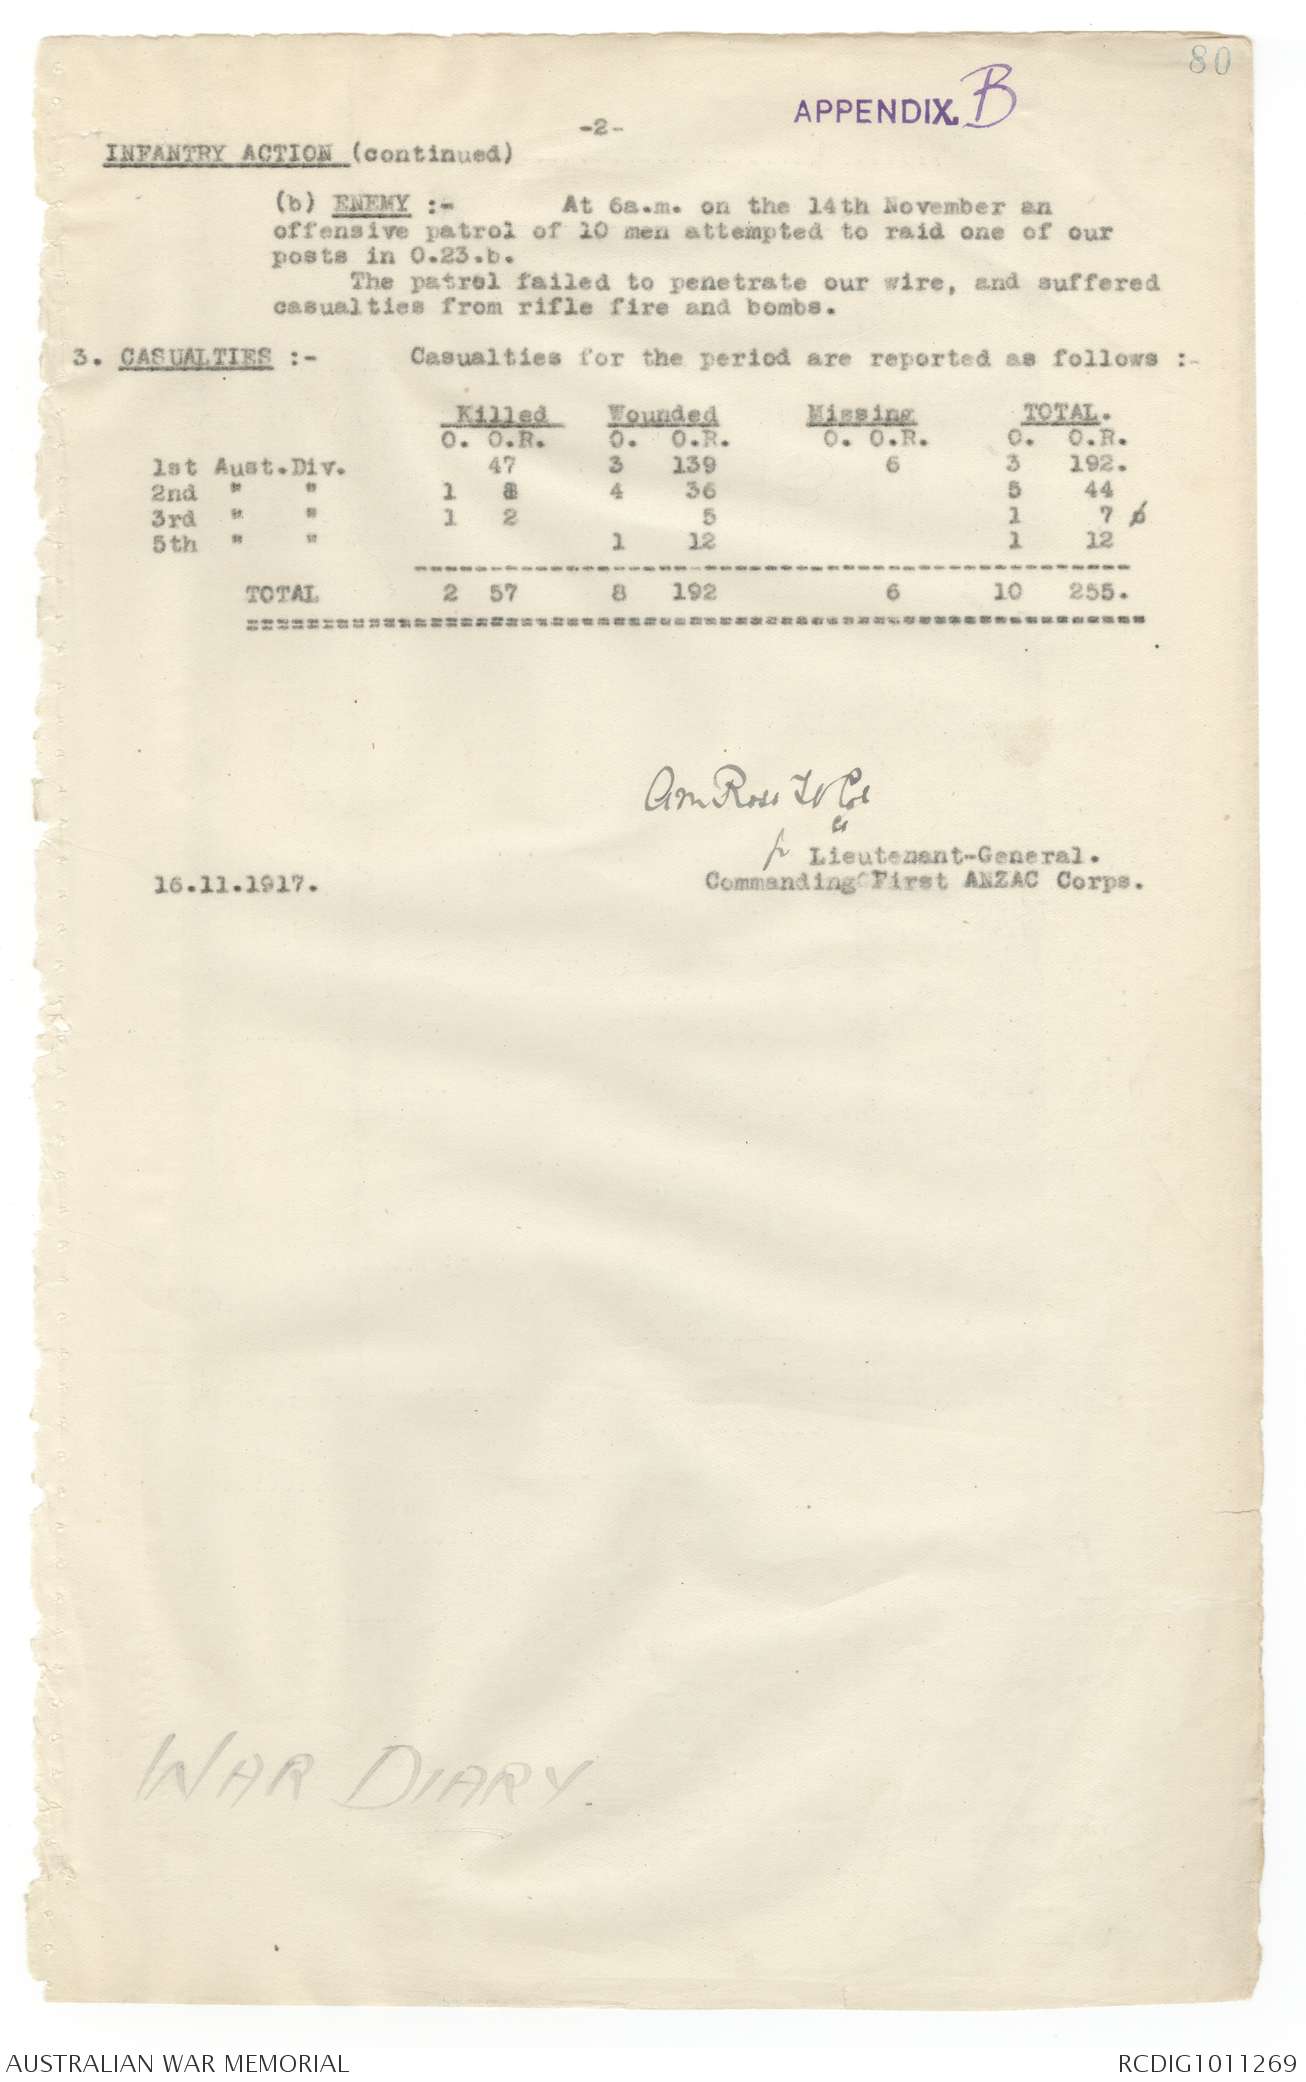 80
APPENDIX B
-2-
INFANTRY ACTION (continued)
(b) ENEMY :- At 6a.m. on the 14th November an
offensive patrol of 10 men attempted to raid one of our
posts in O.23.b.
The patrol failed to penetrate our wire, and suffered
casualties from rifle fire and bombs.
3. CASUALTIES :- Casualties for the period are reported as follows :-
Killed Wounded Missing TOTAL.
O. O.R. O. O.R. O. O.R. O. O.R.
1st Aust.Div. 47 3 139 6 3 192.
2nd " " 1 8 4 36 5 44
3rd " " 1 2 5 1 7
5th " " 1 12 1 12
TOTAL 2 57 8 192 6 10 255.
AM Ross Lt Col
for Lieutenant-General.
16.11.1917. Commanding First ANZAC Corps.
WAR DIARY.
AUSTRALIAN WAR MEMORIAL RCDIG1011269